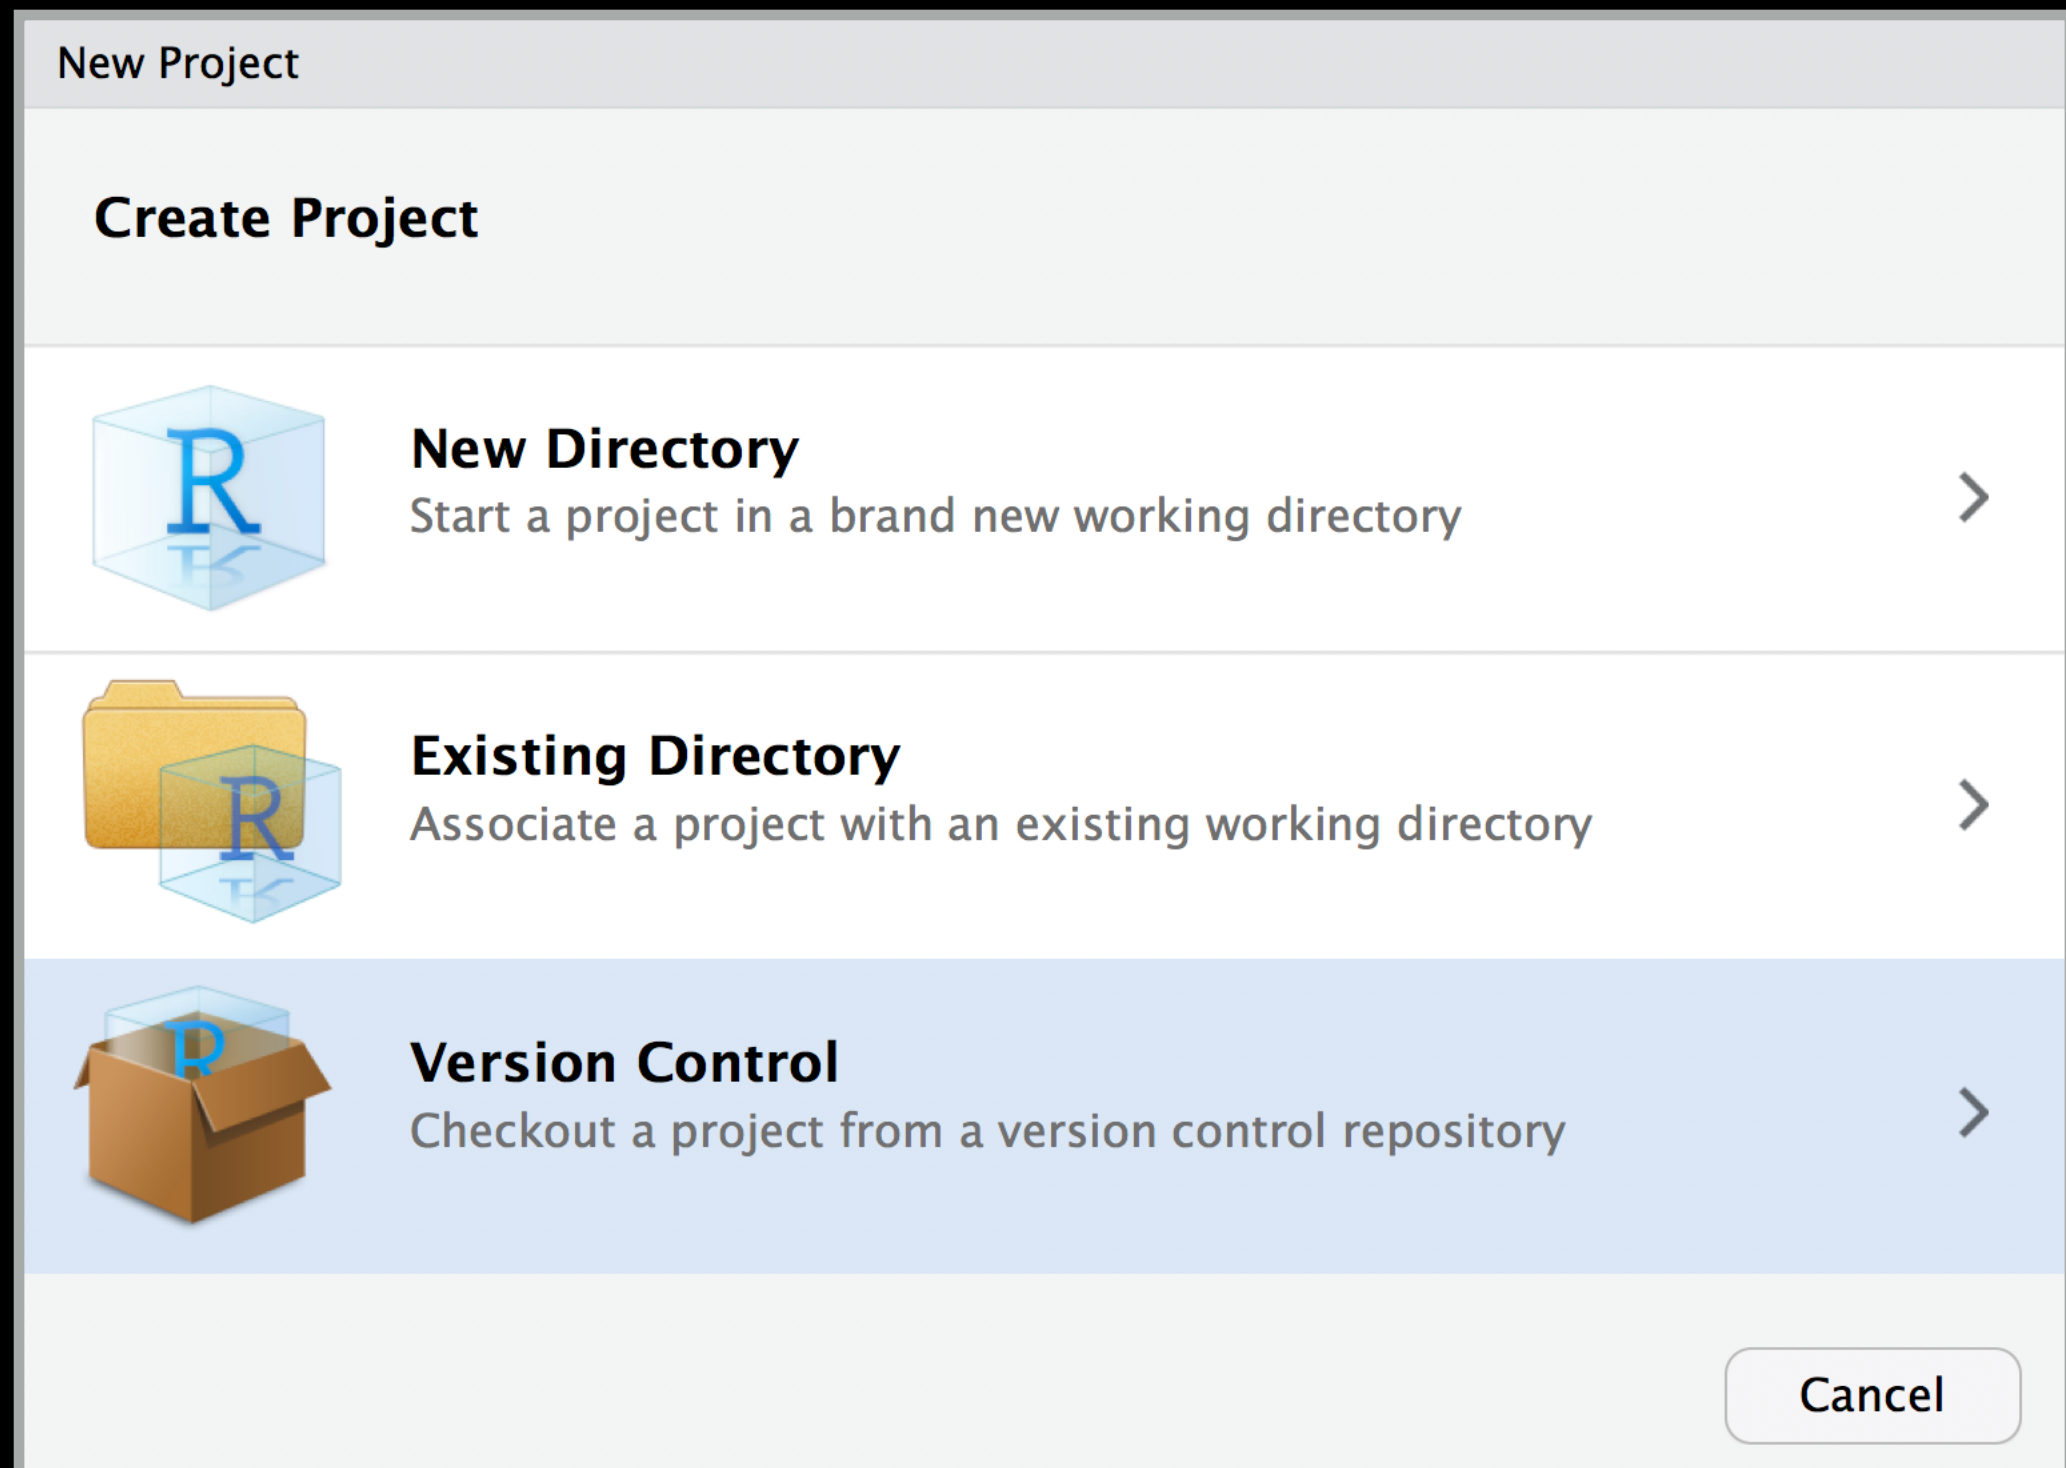 New Project
Create Project
R
New Directory
Start a project in a brand new working directory
R
Existing Directory
Associate a project with an existing working directory
R
Version Control
Checkout a project from a version control repository
Cancel